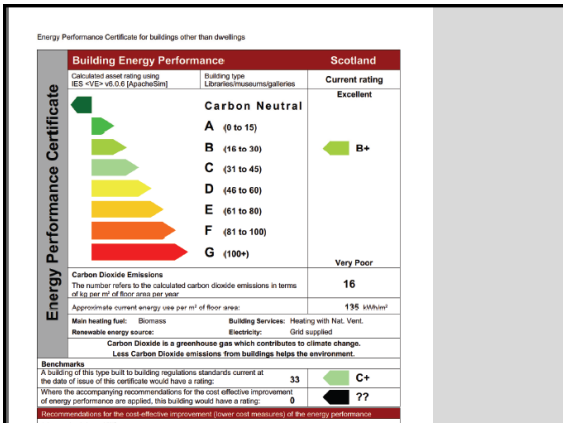 Energy Performance Certificate for buildings other than dwellings
Energy Performance Certificate
Building Energy Performance Scotland
Calculated asset rating using Building type Current rating
IES <VE> v6.0.6 [ApacheSim] Libraries/museums/galleries
Excellent
Carbon Neutral
A (0 to 15)
B (16 to 30) B+
C (31 to 45)
D (46 to 60)
E (61 to 80)
F (81 to 100)
G (100+)
Very Poor
Carbon Dioxide Emissions
The number refers to the calculated carbon dioxide emissions in terms 16
of kg per m² of floor area per year
Approximate current energy use per m² of floor area: 135 kWh/m²
Main heating fuel: Biomass Building Services: Heating with Nat. Vent.
Renewable energy source: Electricity: Grid supplied
Carbon Dioxide is a greenhouse gas which contributes to climate change.
Less Carbon Dioxide emissions from buildings helps the environment.
Benchmarks
A building of this type built to building regulations standards current at
the date of issue of this certificate would have a rating: 33 C+
Where the accompanying recommendations for the cost effective improvement
of energy performance are applied, this building would have a rating: 0 ??
Recommendations for the cost-effective improvement (lower cost measures) of the energy performance